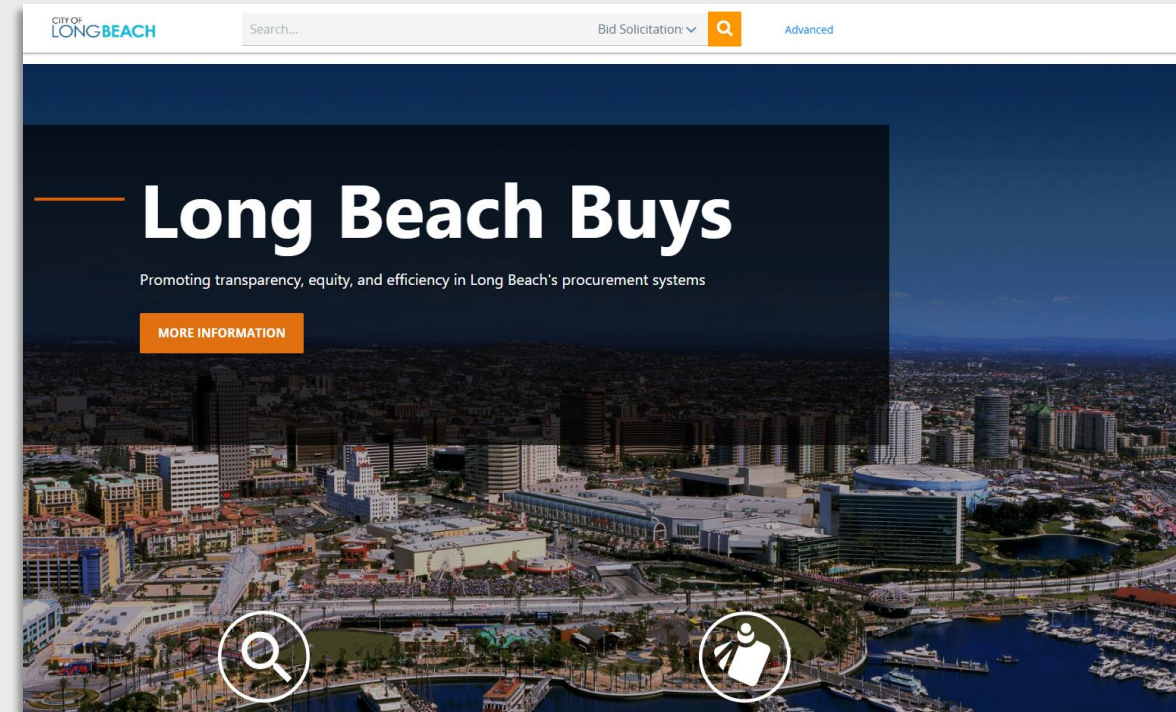 CITY OF
LONGBEACH
Search...
Bid Solicitation:
Advanced
Long Beach Buys
Promoting transparency, equity, and efficiency in Long Beach's procurement systems
MORE INFORMATION